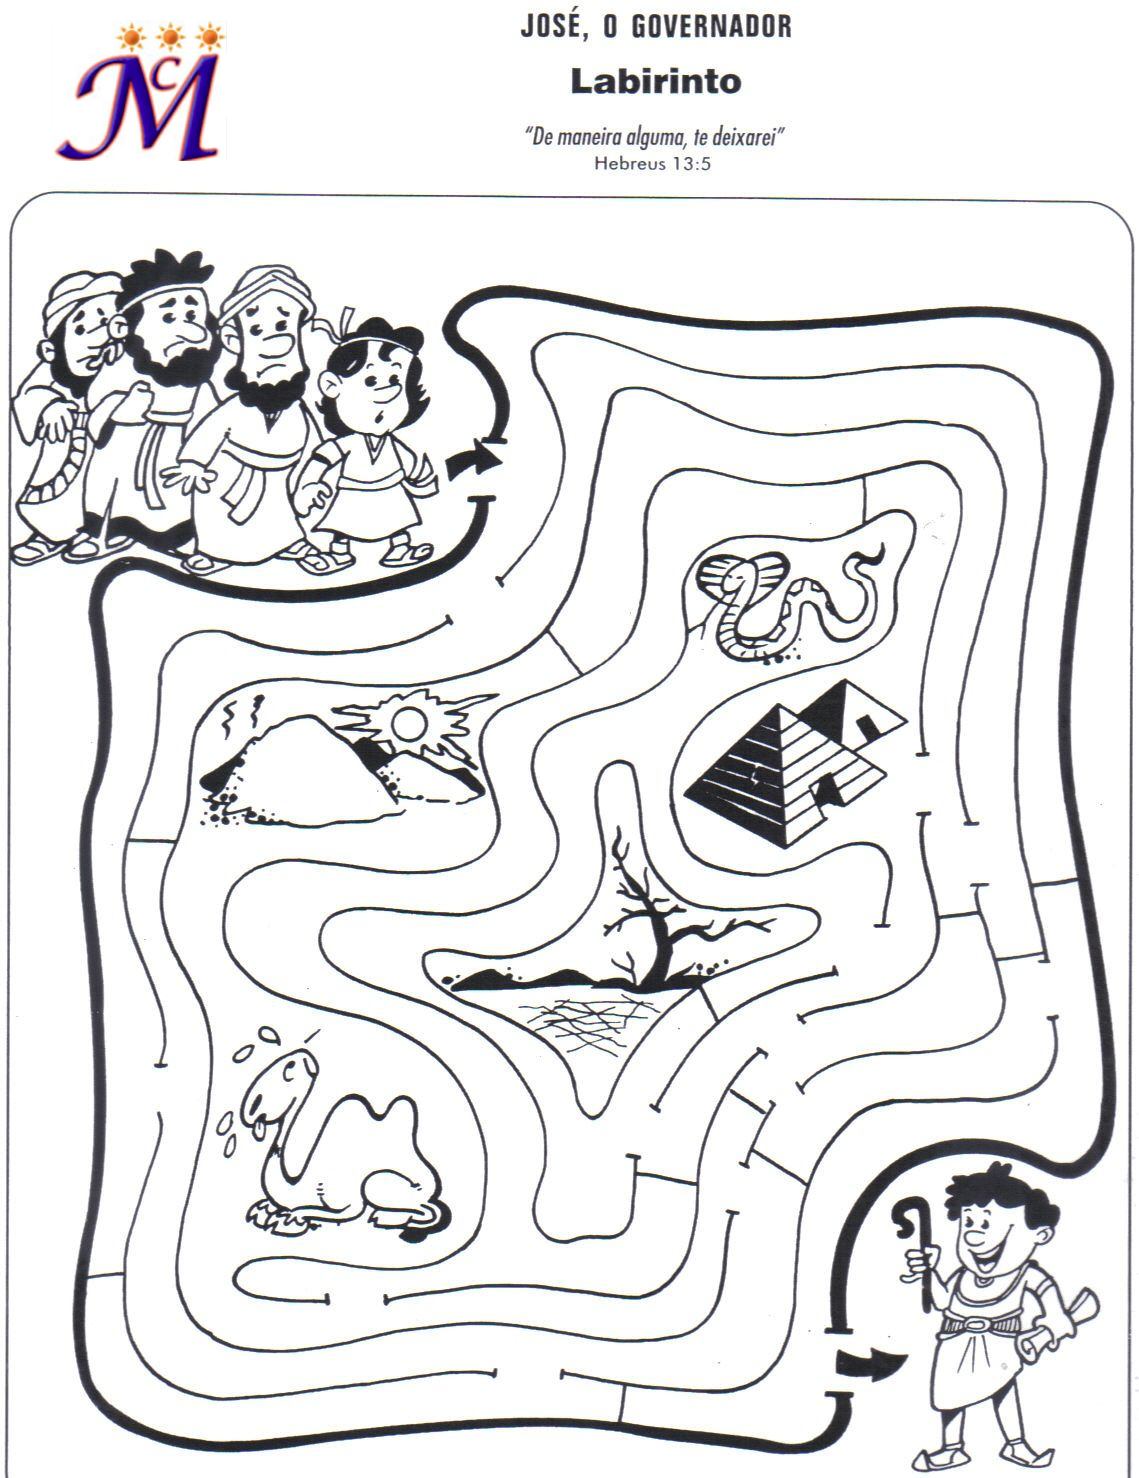 McM
JOSÉ, O GOVERNADOR
Labirinto
“De maneira alguma, te deixarei”
Hebreus 13:5